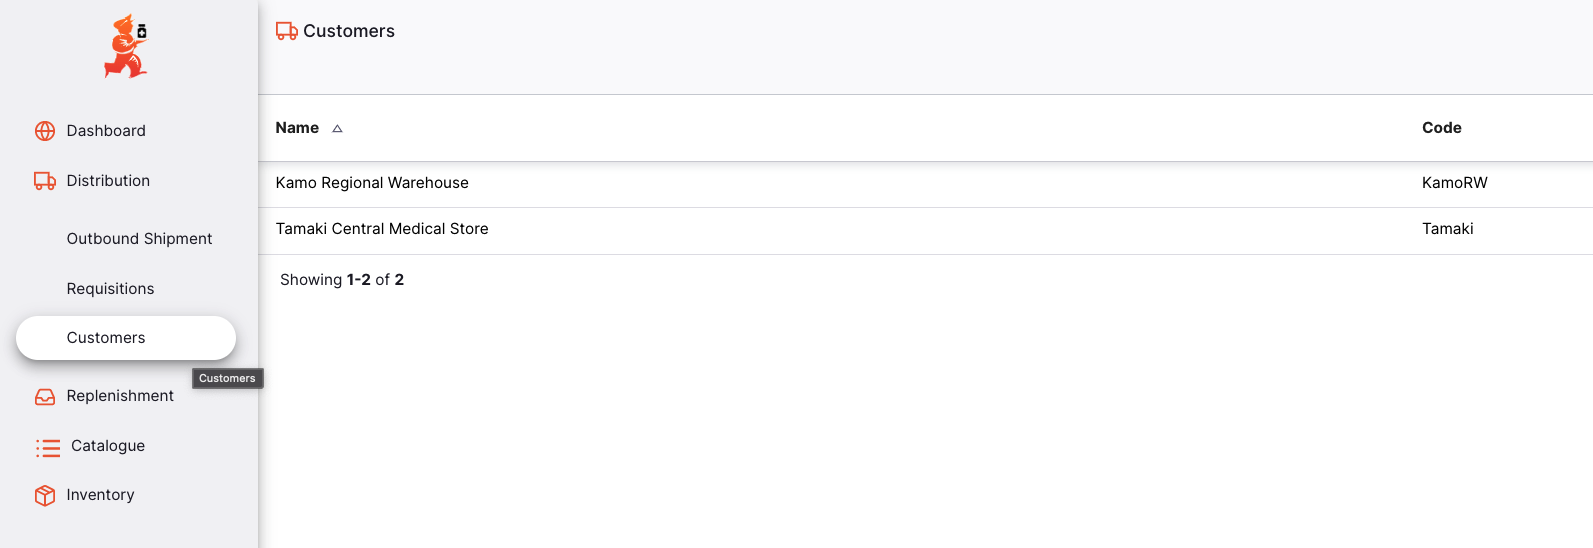 Customers
Dashboard
Distribution
Outbound Shipment
Requisitions
Customers
Customers
Replenishment
Catalogue
Inventory
Name Code
Kamo Regional Warehouse KamoRW
Tamaki Central Medical Store Tamaki
Showing 1-2 of 2